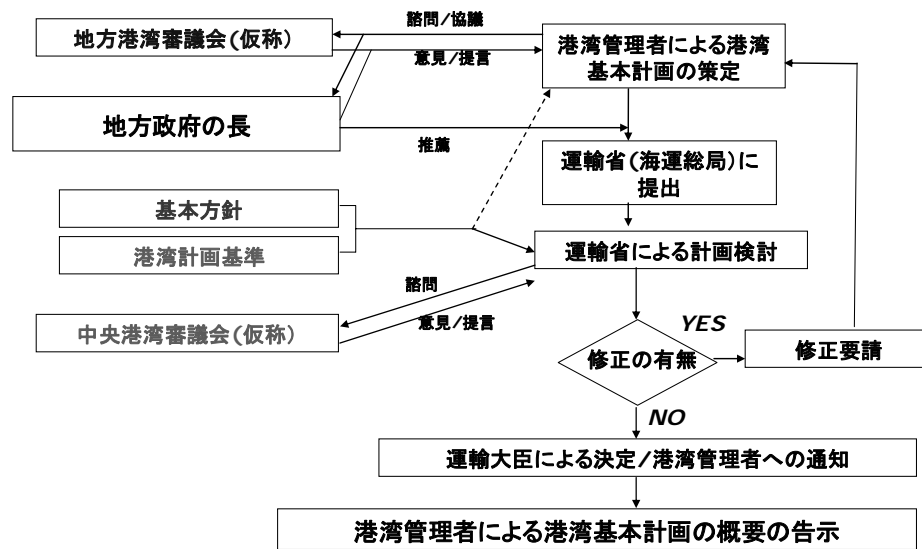 諮問/協議
地方港湾審議会(仮称)
意見/提言
港湾管理者による港湾
基本計画の策定
地方政府の長
推薦
運輸省(海運総局)に
提出
基本方針
港湾計画基準
運輸省による計画検討
諮問
意見/提言
中央港湾審議会(仮称)
YES
修正の有無
修正要請
NO
運輸大臣による決定/港湾管理者への通知
港湾管理者による港湾基本計画の概要の告示